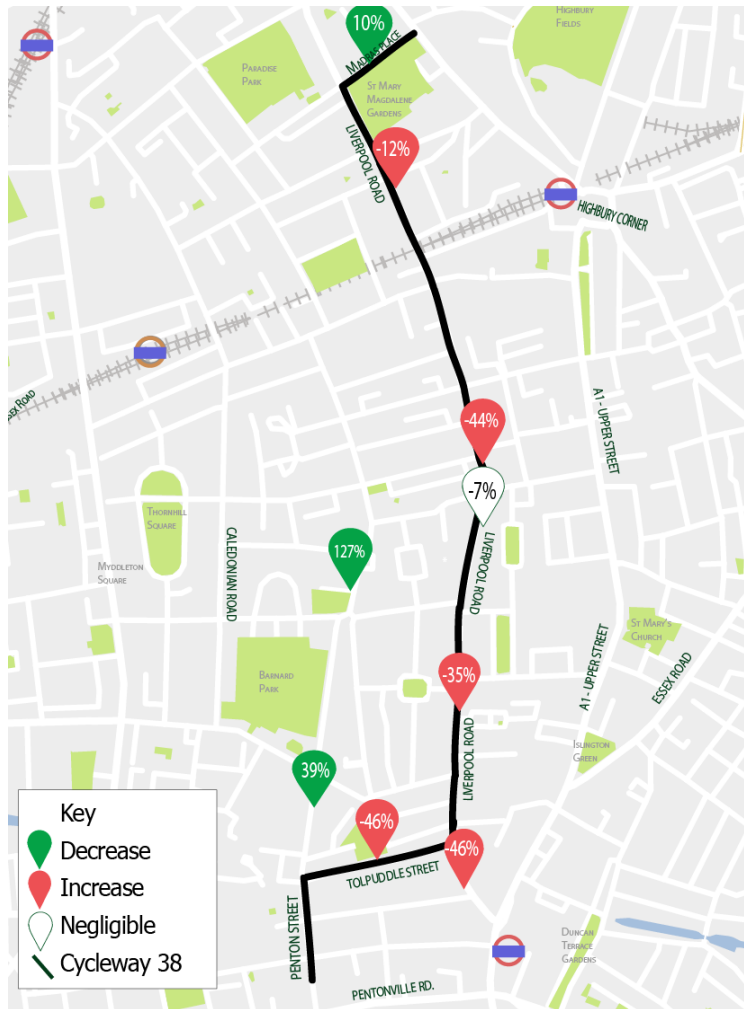 10%
HIGHBURY
FIELDS
MADRAS PLACE
PARADISE
PARK
ST MARY
MAGDALENE
GARDENS
-12%
LIVERPOOL ROAD
HIGHBURY CORNER
ESSEX ROAD
-44%
A1 - UPPER STREET
-7%
THORNHILL
SQUARE
LIVERPOOL ROAD
CALEDONIAN ROAD
127%
MYDDLETON
SQUARE
ST MARY'S
CHURCH
A1 - UPPER STREET
ESSEX ROAD
BARNARD
PARK
-35%
LIVERPOOL ROAD
ISLINGTON
GREEN
39%
-46%
-46%
TOLPUDDLE STREET
PENTON STREET
DUNCAN
TERRACE
GARDENS
PENTONVILLE RD.
Key
Decrease
Increase
Negligible
Cycleway 38